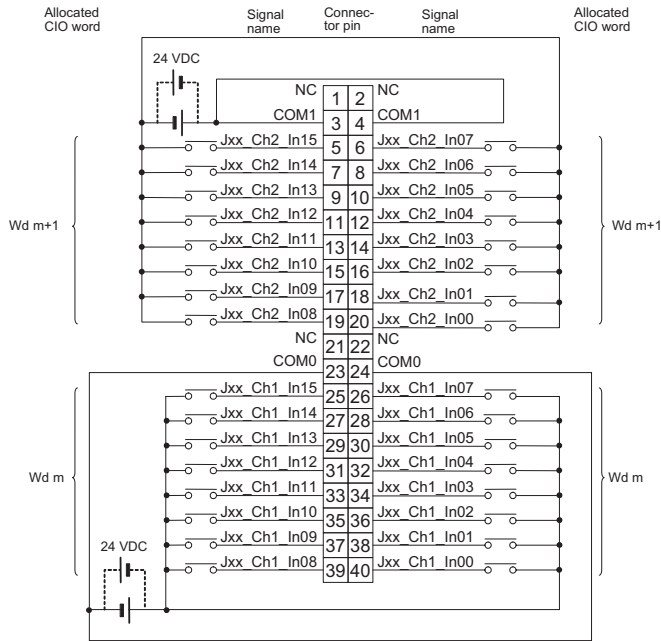 Allocated CIO word Signal name Connec-tor pin Signal name Allocated CIO word
24 VDC
NC 1 2 NC
COM1 3 4 COM1
Jxx_Ch2_In15 5 6 Jxx_Ch2_In07
Jxx_Ch2_In14 7 8 Jxx_Ch2_In06
Jxx_Ch2_In13 9 10 Jxx_Ch2_In05
Wd m+1 Jxx_Ch2_In12 11 12 Jxx_Ch2_In04 Wd m+1
Jxx_Ch2_In11 13 14 Jxx_Ch2_In03
Jxx_Ch2_In10 15 16 Jxx_Ch2_In02
Jxx_Ch2_In09 17 18 Jxx_Ch2_In01
Jxx_Ch2_In08 19 20 Jxx_Ch2_In00
NC 21 22 NC
COM0 23 24 COM0
Jxx_Ch1_In15 25 26 Jxx_Ch1_In07
Jxx_Ch1_In14 27 28 Jxx_Ch1_In06
Jxx_Ch1_In13 29 30 Jxx_Ch1_In05
Wd m Jxx_Ch1_In12 31 32 Jxx_Ch1_In04 Wd m
Jxx_Ch1_In11 33 34 Jxx_Ch1_In03
Jxx_Ch1_In10 35 36 Jxx_Ch1_In02
24 VDC Jxx_Ch1_In09 37 38 Jxx_Ch1_In01
Jxx_Ch1_In08 39 40 Jxx_Ch1_In00